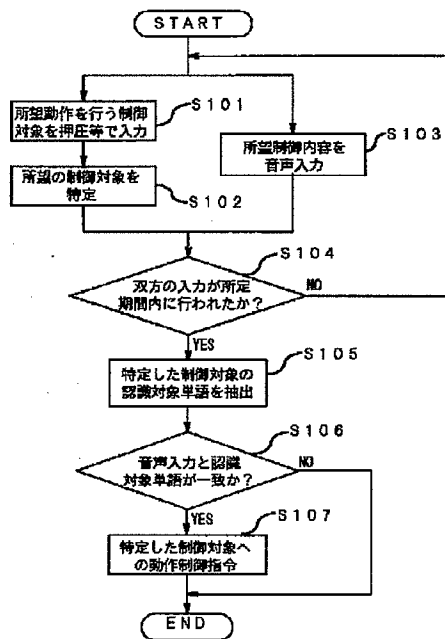 START
所望動作を行う制御
対象を押圧等で入力
S101
所望の制御対象を
特定
S102
所望制御内容を
音声入力
S103
双方の入力が所定
期間内に行われたか？
S104
NO
YES
特定した制御対象の
認識対象単語を抽出
S105
音声入力と認識
対象単語が一致か？
S106
NO
YES
特定した制御対象へ
の動作制御指令
S107
END